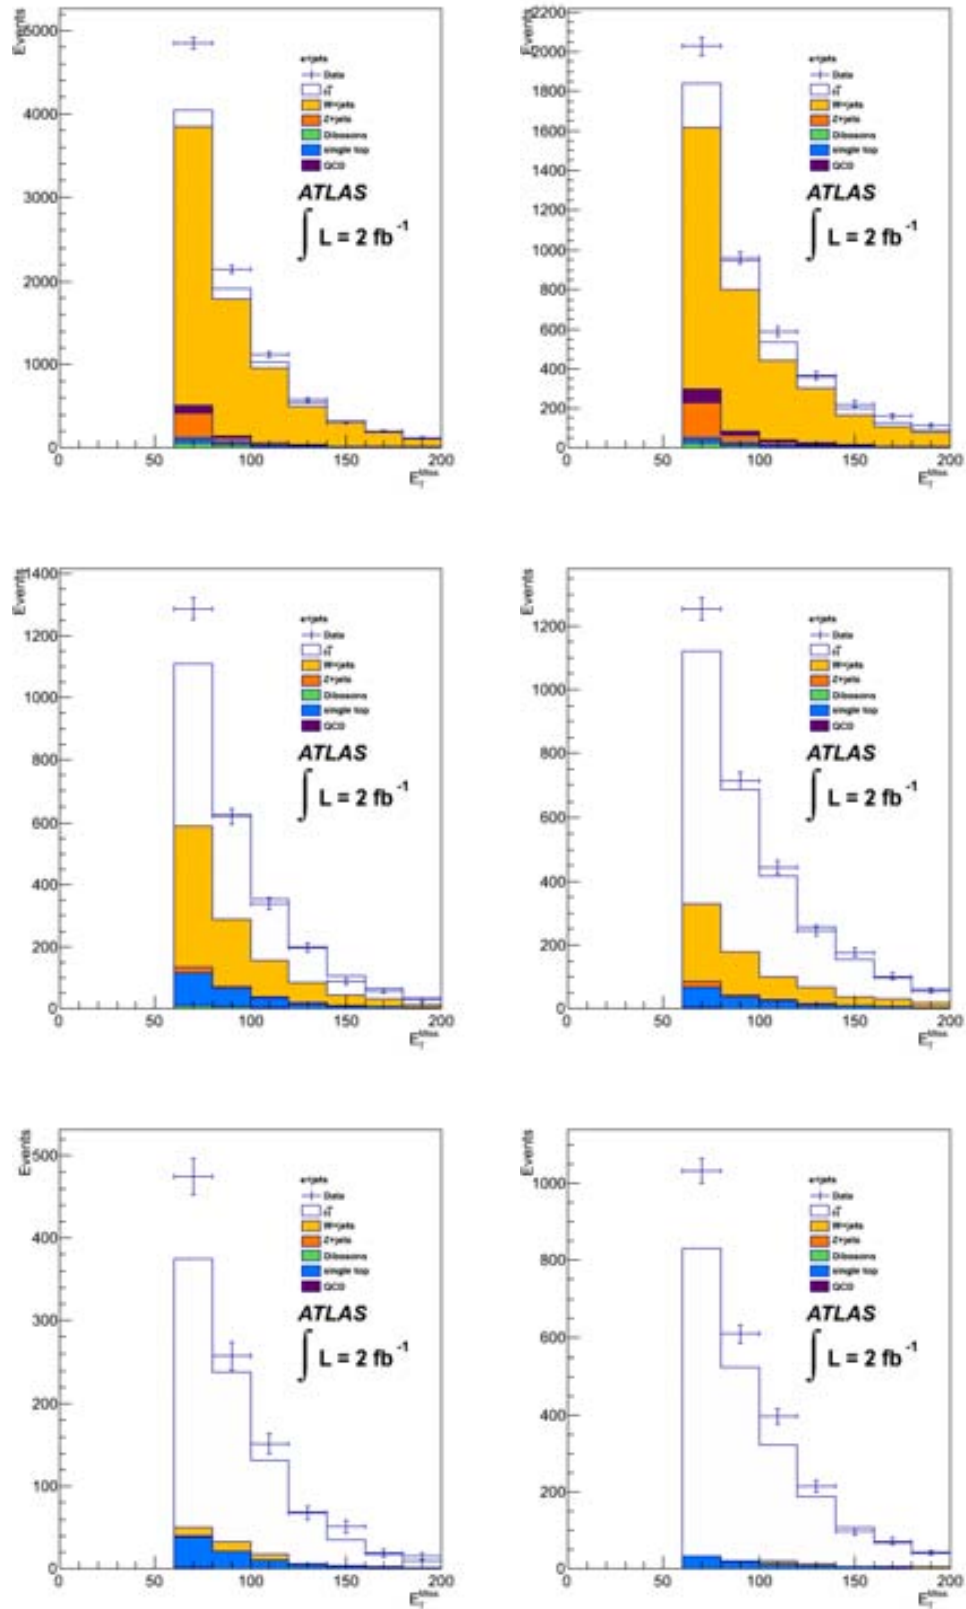 Events
5000
4000
3000
2000
1000
0
0 50 100 150 200
E_T^Miss
e+jets
Data
tt̅
W+jets
Z+jets
Dibosons
single top
QCD
ATLAS
∫ L = 2 fb⁻¹
Events
2200
2000
1800
1600
1400
1200
1000
800
600
400
200
0
0 50 100 150 200
E_T^Miss
e+jets
Data
tt̅
W+jets
Z+jets
Dibosons
single top
QCD
ATLAS
∫ L = 2 fb⁻¹
Events
1400
1200
1000
800
600
400
200
0
0 50 100 150 200
E_T^Miss
e+jets
Data
tt̅
W+jets
Z+jets
Dibosons
single top
QCD
ATLAS
∫ L = 2 fb⁻¹
Events
1200
1000
800
600
400
200
0
0 50 100 150 200
E_T^Miss
e+jets
Data
tt̅
W+jets
Z+jets
Dibosons
single top
QCD
ATLAS
∫ L = 2 fb⁻¹
Events
500
400
300
200
100
0
0 50 100 150 200
E_T^Miss
e+jets
Data
tt̅
W+jets
Z+jets
Dibosons
single top
QCD
ATLAS
∫ L = 2 fb⁻¹
Events
1000
800
600
400
200
0
0 50 100 150 200
E_T^Miss
e+jets
Data
tt̅
W+jets
Z+jets
Dibosons
single top
QCD
ATLAS
∫ L = 2 fb⁻¹